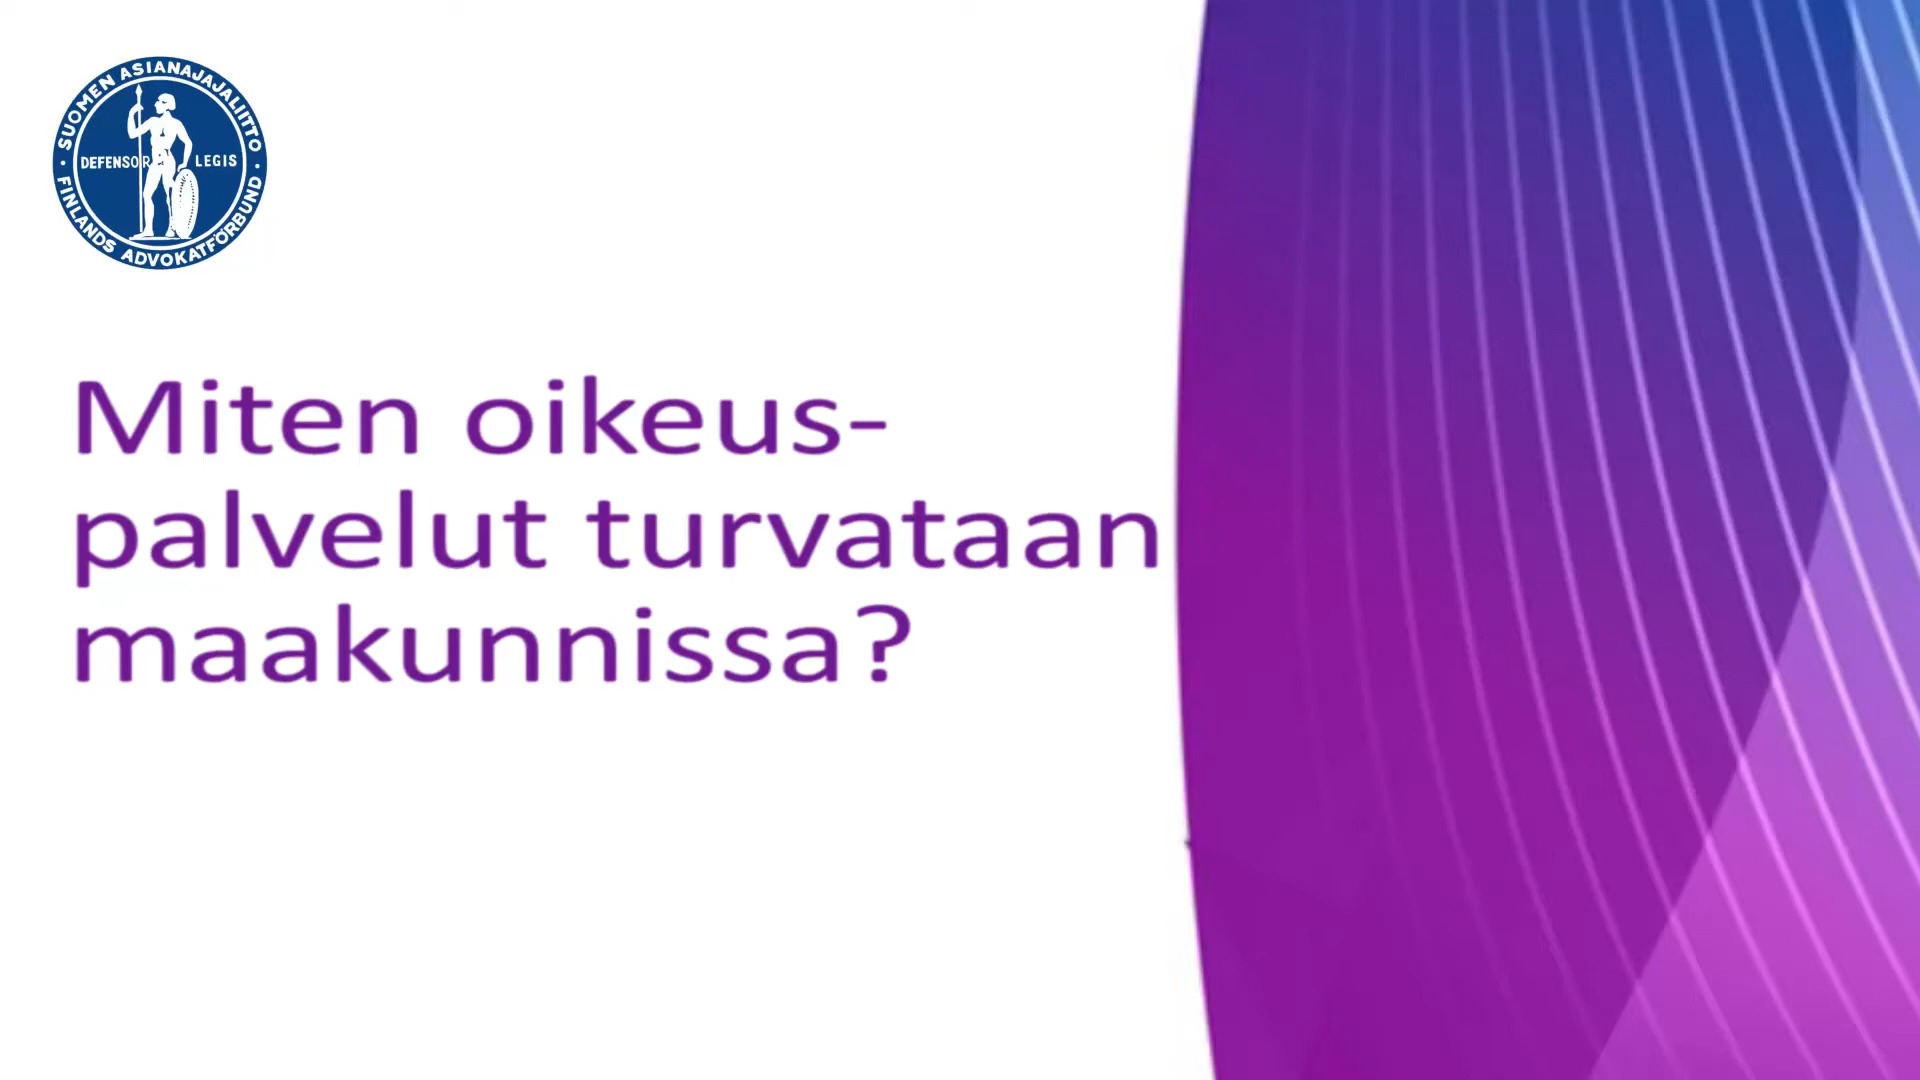 SUOMEN ASIANAJAJALIITTO
DEFENSOR LEGIS
FINLANDS ADVOKATFÖRBUND
Miten oikeus-
palvelut turvataan
maakunnissa?